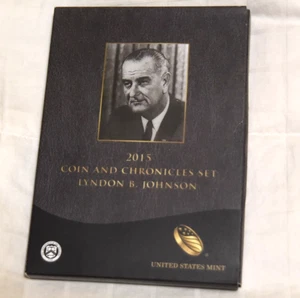 2015
COIN AND CHRONICLES SET
LYNDON B. JOHNSON
UNITED STATES MINT